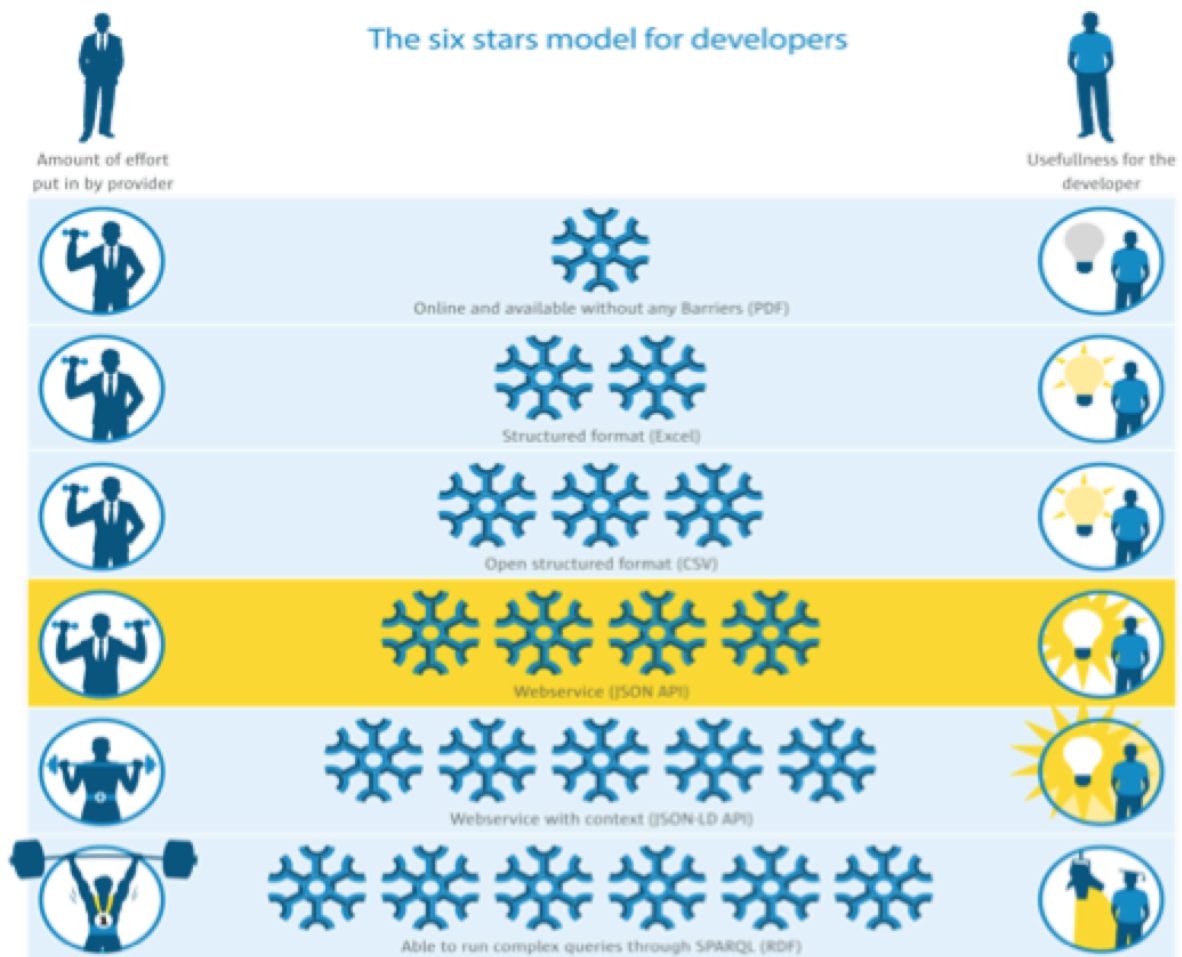 The six stars model for developers
Amount of effort
put in by provider
Usefullness for the
developer
Online and available without any Barriers (PDF)
Structured format (Excel)
Open structured format (CSV)
Webservice (JSON API)
Webservice with context (JSON-LD API)
1
Able to run complex queries through SPARQL (RDF)